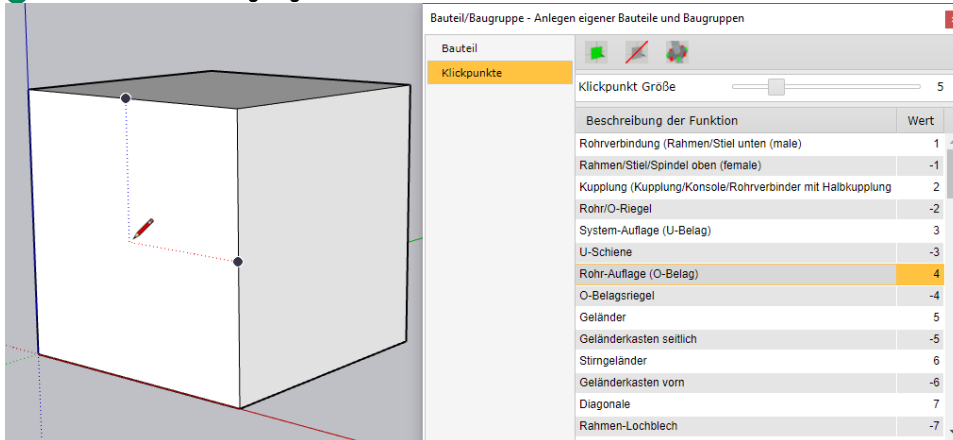 Bauteil/Baugruppe - Anlegen eigener Bauteile und Baugruppen
Bauteil
Klickpunkte
Klickpunkt Größe 5
Beschreibung der Funktion Wert
Rohrverbindung (Rahmen/Stiel unten (male) 1
Rahmen/Stiel/Spindel oben (female) -1
Kupplung (Kupplung/Konsole/Rohrverbinder mit Halbkupplung 2
Rohr/O-Riegel -2
System-Auflage (U-Belag) 3
U-Schiene -3
Rohr-Auflage (O-Belag) 4
O-Belagsriegel -4
Geländer 5
Geländerkasten seitlich -5
Stirngeländer 6
Geländerkasten vorn -6
Diagonale 7
Rahmen-Lochblech -7